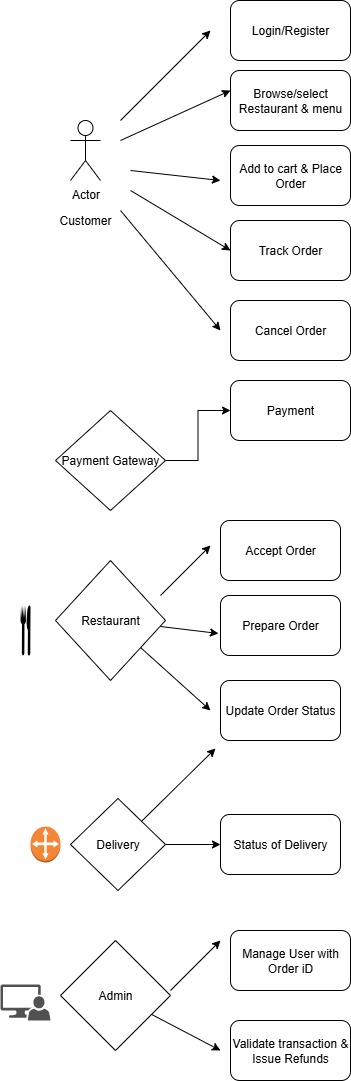 Login/Register
Browse/select
Restaurant & menu
Actor
Customer
Add to cart & Place
Order
Track Order
Cancel Order
Payment
Payment Gateway
Accept Order
Restaurant
Prepare Order
Update Order Status
Delivery
Status of Delivery
Manage User with
Order iD
Admin
Validate transaction &
Issue Refunds